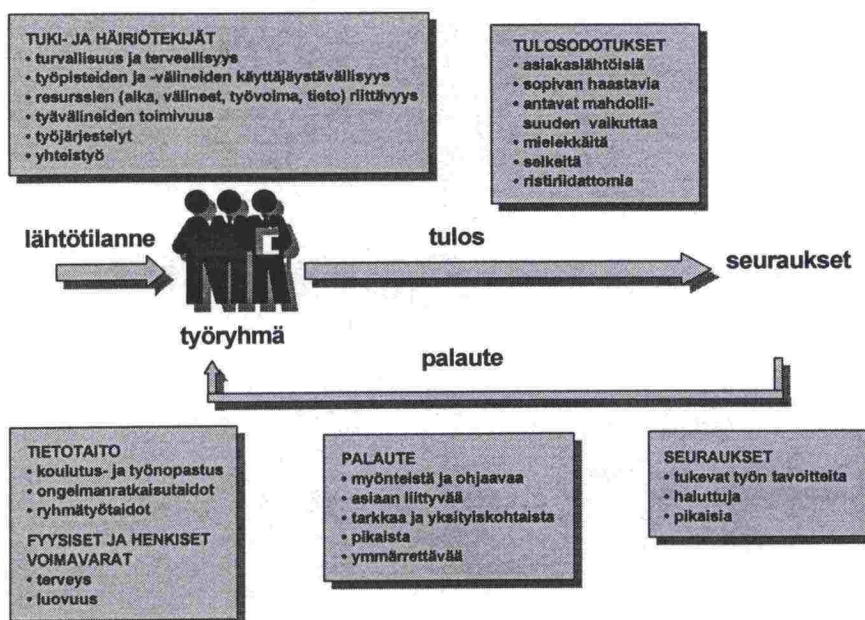 TUKI- JA HÄIRIÖTEKIJÄT
• turvallisuus ja terveellisyys
• työpisteiden ja -välineiden käyttäjäystävällisyys
• resurssien (aika, välineet, työvoima, tieto) riittävyys
• tyävälineiden toimivuus
• työjärjestelyt
• yhteistyö
TULOSODOTUKSET
• asiakaslähtöisiä
• sopivan haastavia
• antavat mahdolli-
suuden vaikuttaa
• mielekkäitä
• selkeitä
• ristiriidattomia
lähtötilanne
tulos
seuraukset
työryhmä
palaute
TIETOTAITO
• koulutus- ja työnopastus
• ongelmanratkaisutaidot
• ryhmätyötaidot
FYYSISET JA HENKISET
VOIMAVARAT
• terveys
• luovuus
PALAUTE
• myönteistä ja ohjaavaa
• asiaan liittyvää
• tarkkaa ja yksityiskohtaista
• pikaista
• ymmärrettävää
SEURAUKSET
• tukevat työn tavoitteita
• haluttuja
• pikaisia